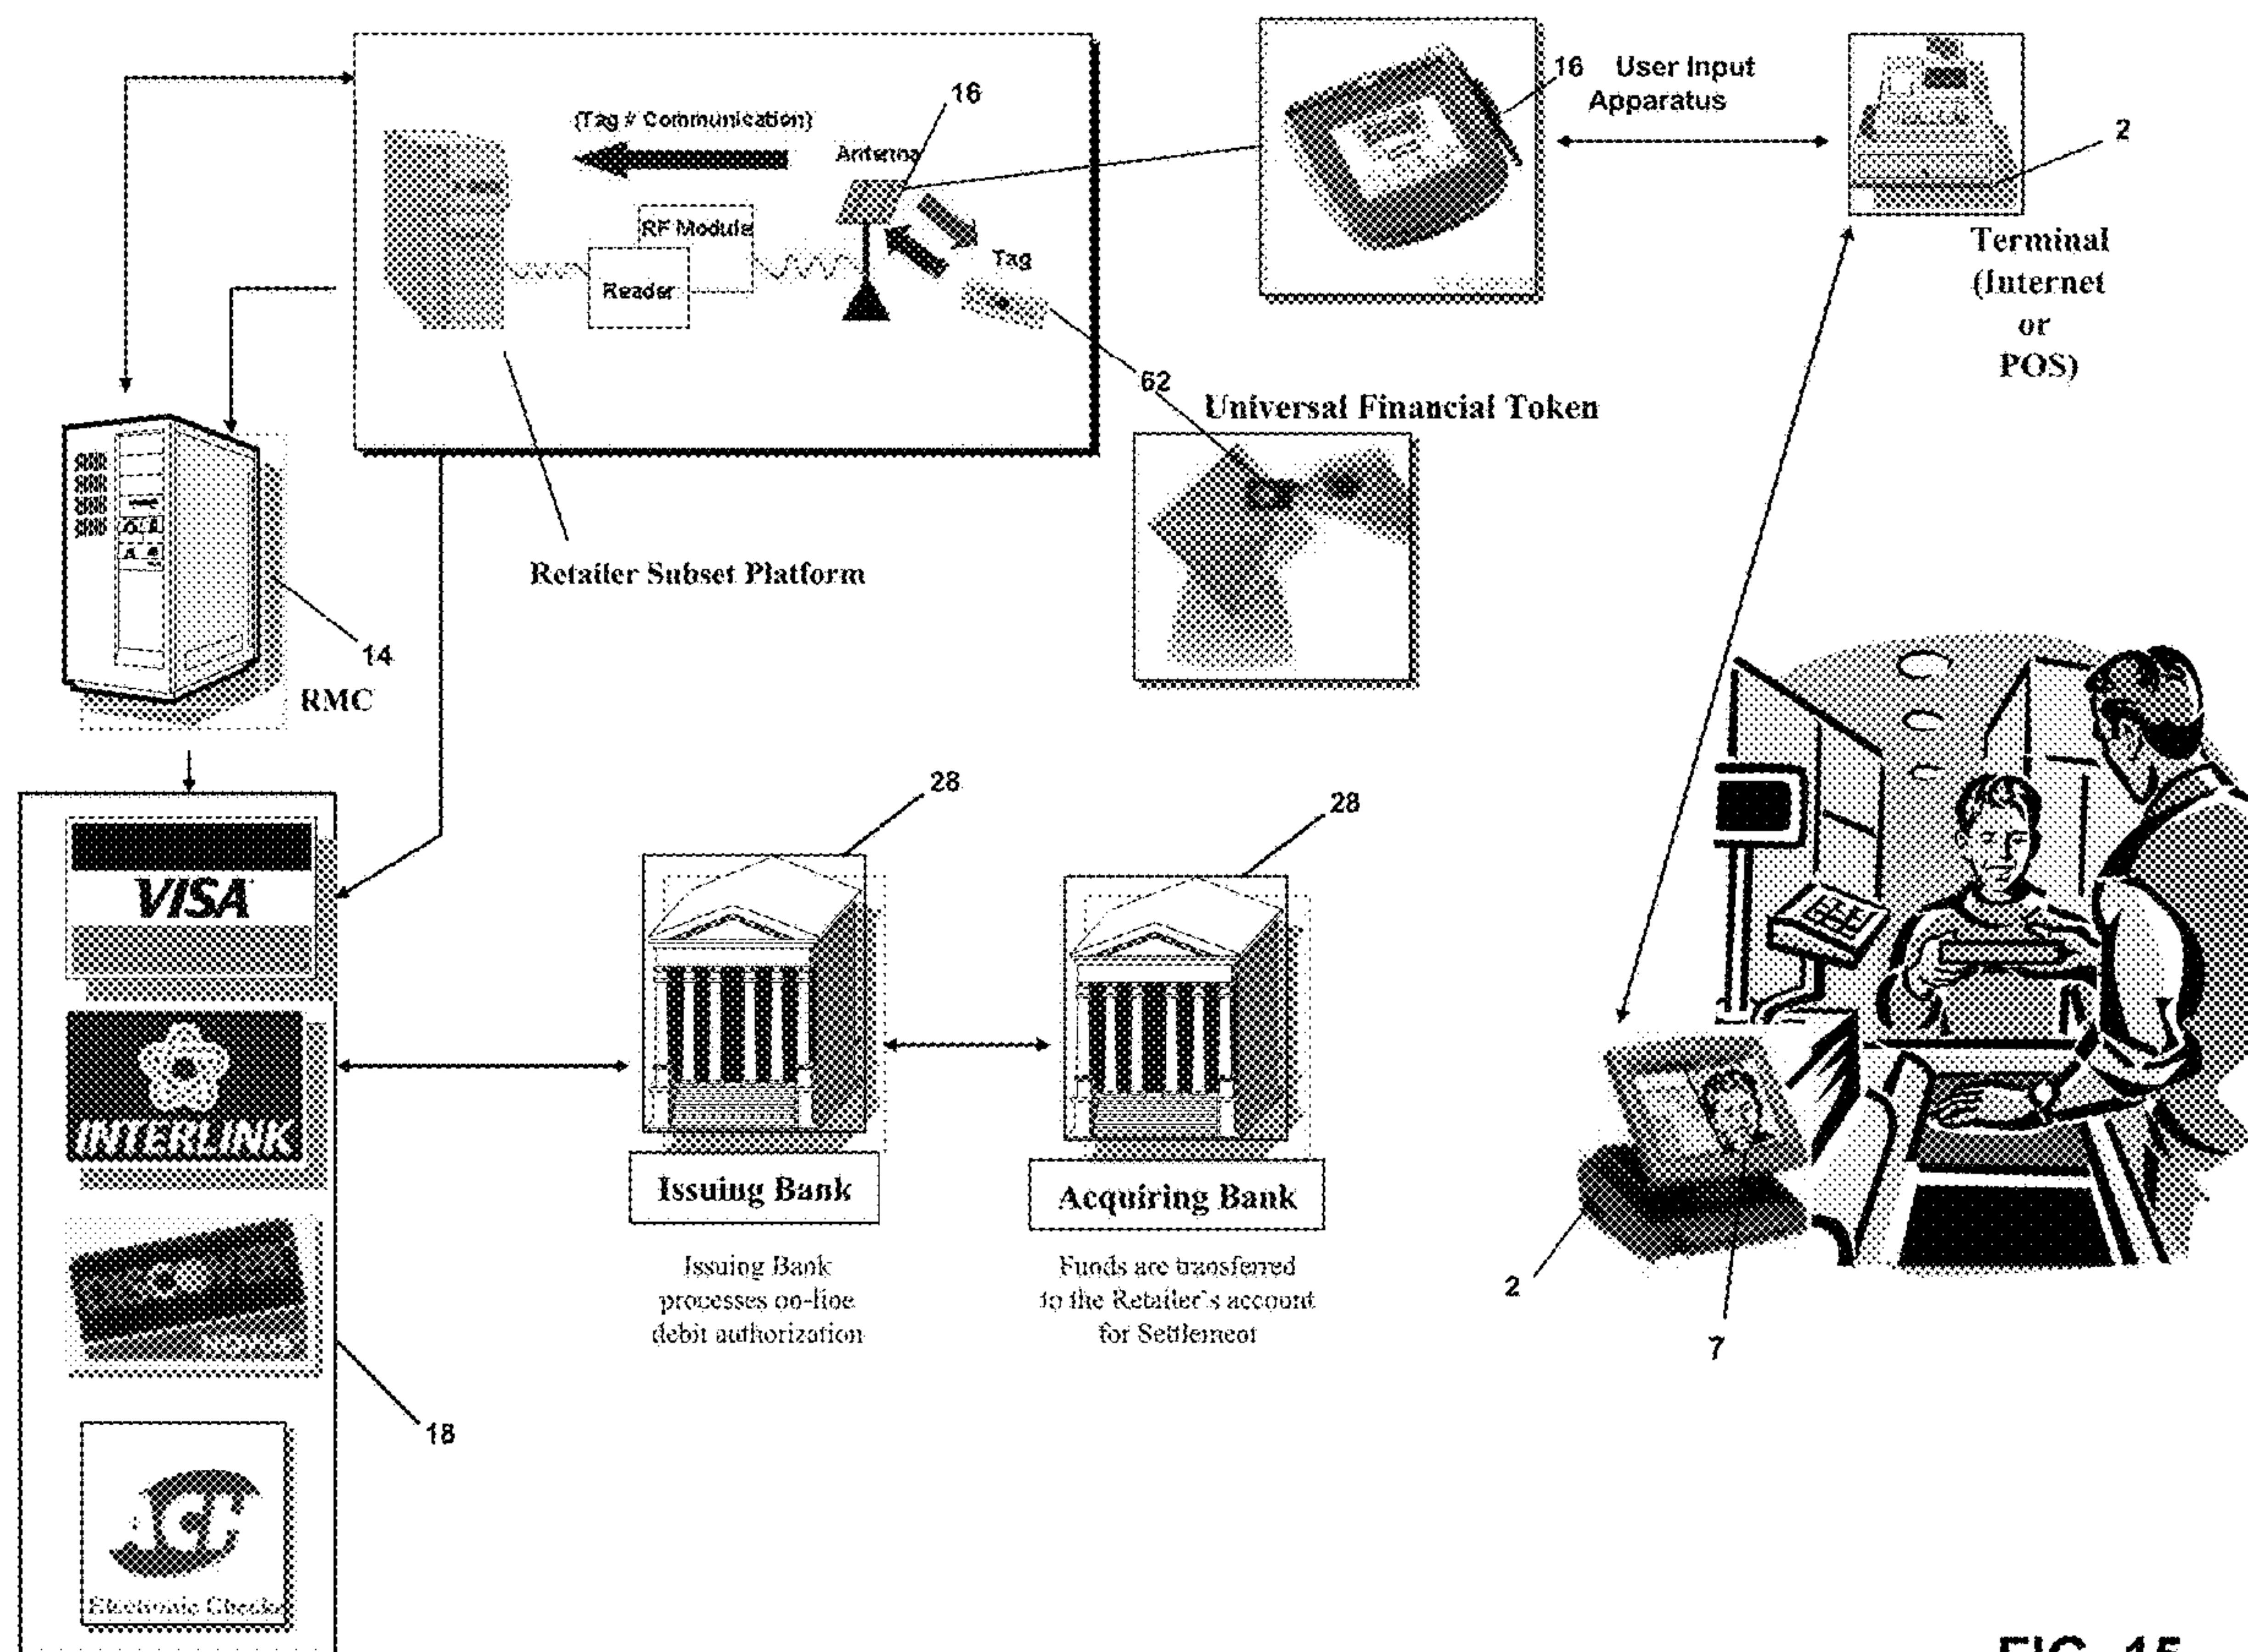 16
(Tag # Communication)
Antenna
RF Module
Reader
Tag
16 User Input
Apparatus
2
Terminal
(Internet
or
POS)
62
Universal Financial Token
Retailer Subset Platform
14
RMC
VISA
INTERLINK
ACH
Electronic Checks
18
28
28
Issuing Bank
Acquiring Bank
Issuing Bank
processes on-line
debit authorization
Funds are transferred
to the Retailer's account
for Settlement
2
7
FIG. 15